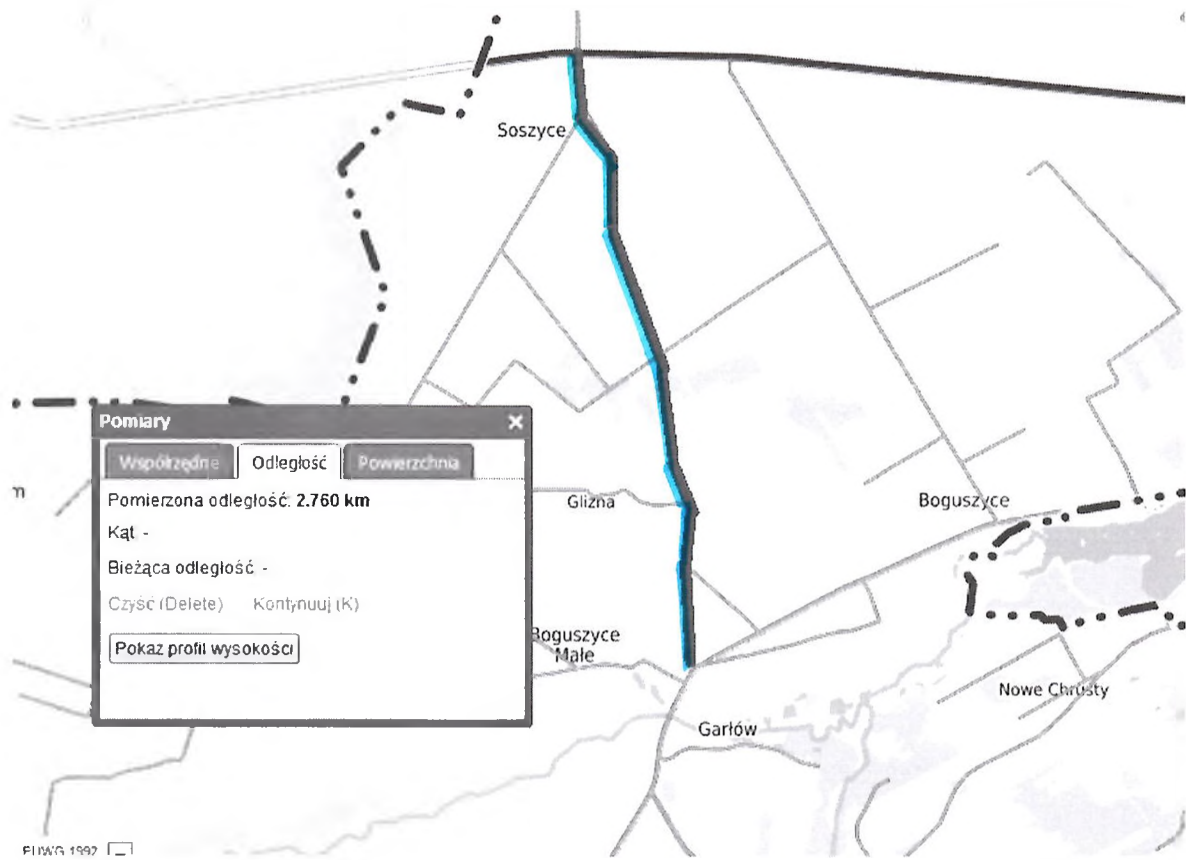 Soszyce
Pomiary
Współrzędne Odległość Powierzchnia
Pomierzona odległość: 2.760 km
Kąt -
Bieżąca odległość -
Czyść (Delete) Kontynuuj (K)
Pokaż profil wysokości
m
Glizna
Boguszyce
Boguszyce
Małe
Nowe Chrusty
Garłów
PUWG 1992